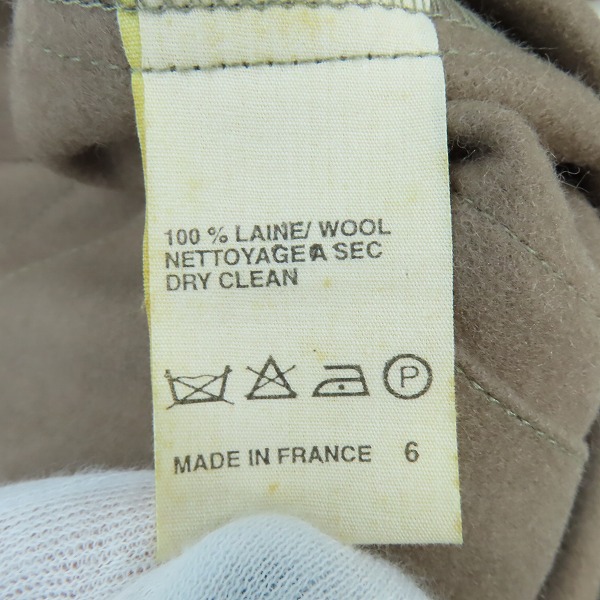 100 % LAINE/ WOOL
NETTOYAGE A SEC
DRY CLEAN
P
MADE IN FRANCE 6